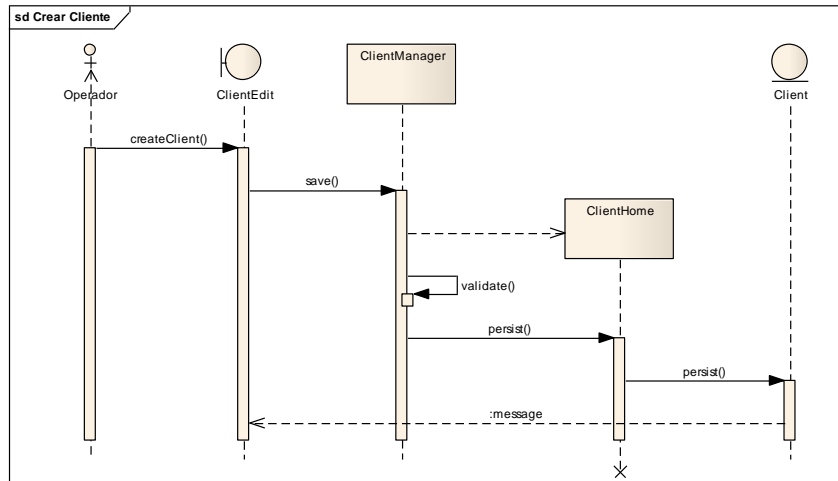 sd Crear Cliente
Operador
ClientEdit
ClientManager
Client
createClient()
save()
ClientHome
validate()
persist()
persist()
:message